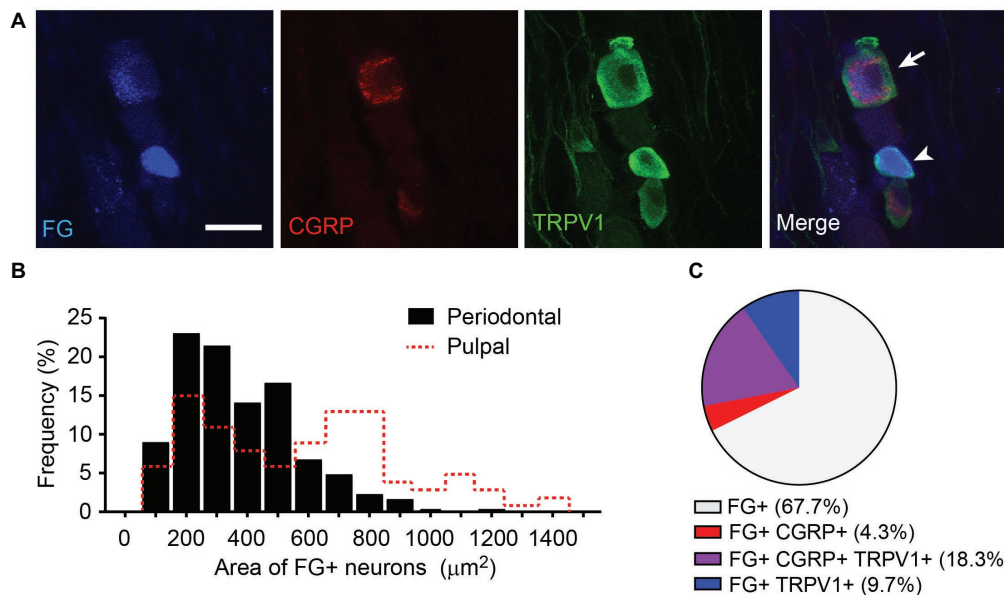 A
FG
CGRP
TRPV1
Merge
B
Frequency (%)
25
20
15
10
5
0
Periodontal
Pulpal
0 200 400 600 800 1000 1200 1400
Area of FG+ neurons (μm²)
C
FG+ (67.7%)
FG+ CGRP+ (4.3%)
FG+ CGRP+ TRPV1+ (18.3%
FG+ TRPV1+ (9.7%)